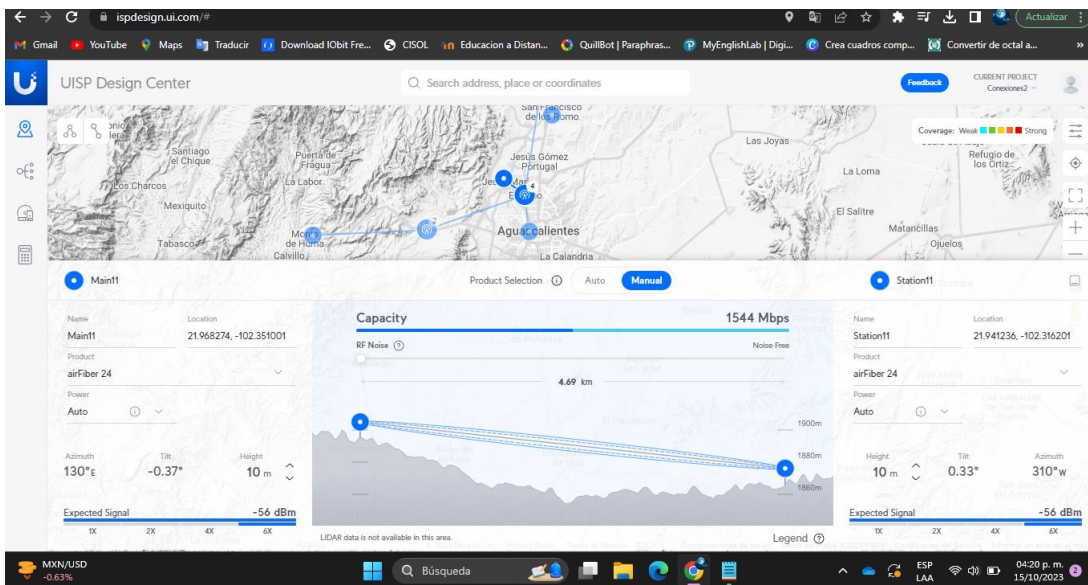 ispdesign.ui.com/#
Actualizar
Gmail YouTube Maps Traducir Download IObit Fre... CISOL Educacion a Distan... QuillBot | Paraphras... MyEnglishLab | Digi... Crea cuadros comp... Convertir de octal a... »
UISP Design Center
Search address, place or coordinates
Feedback
CURRENT PROJECT
Conexiones2
Coverage: Weak Strong
San Francisco
de los Romo
Santiago
el Chique
Puerta de
Fragua
Jesús Gómez
Portugal
Las Joyas
La Loma
Refugio de
los Ortiz
Los Charcos
La Labor
4
Mexiquito
El Salitre
Matancillas
Tabasco
Aguascalientes
Ojuelos
Calvillo
La Calandria
Main11
Product Selection Auto Manual
Station11
Name Location
Main11 21.968274, -102.351001
Product
airFiber 24
Power
Auto
Azimuth Tilt Height
130°E -0.37° 10 m
Expected Signal -56 dBm
1X 2X 4X 6X
Capacity 1544 Mbps
RF Noise Noise Free
4.69 km
1900m
1880m
1860m
LIDAR data is not available in this area.
Legend
Name Location
Station11 21.941236, -102.316201
Product
airFiber 24
Power
Auto
Height Tilt Azimuth
10 m 0.33° 310°W
Expected Signal -56 dBm
1X 2X 4X 6X
MXN/USD
-0.63%
Búsqueda
ESP
LAA
04:20 p. m.
15/10/2023
2